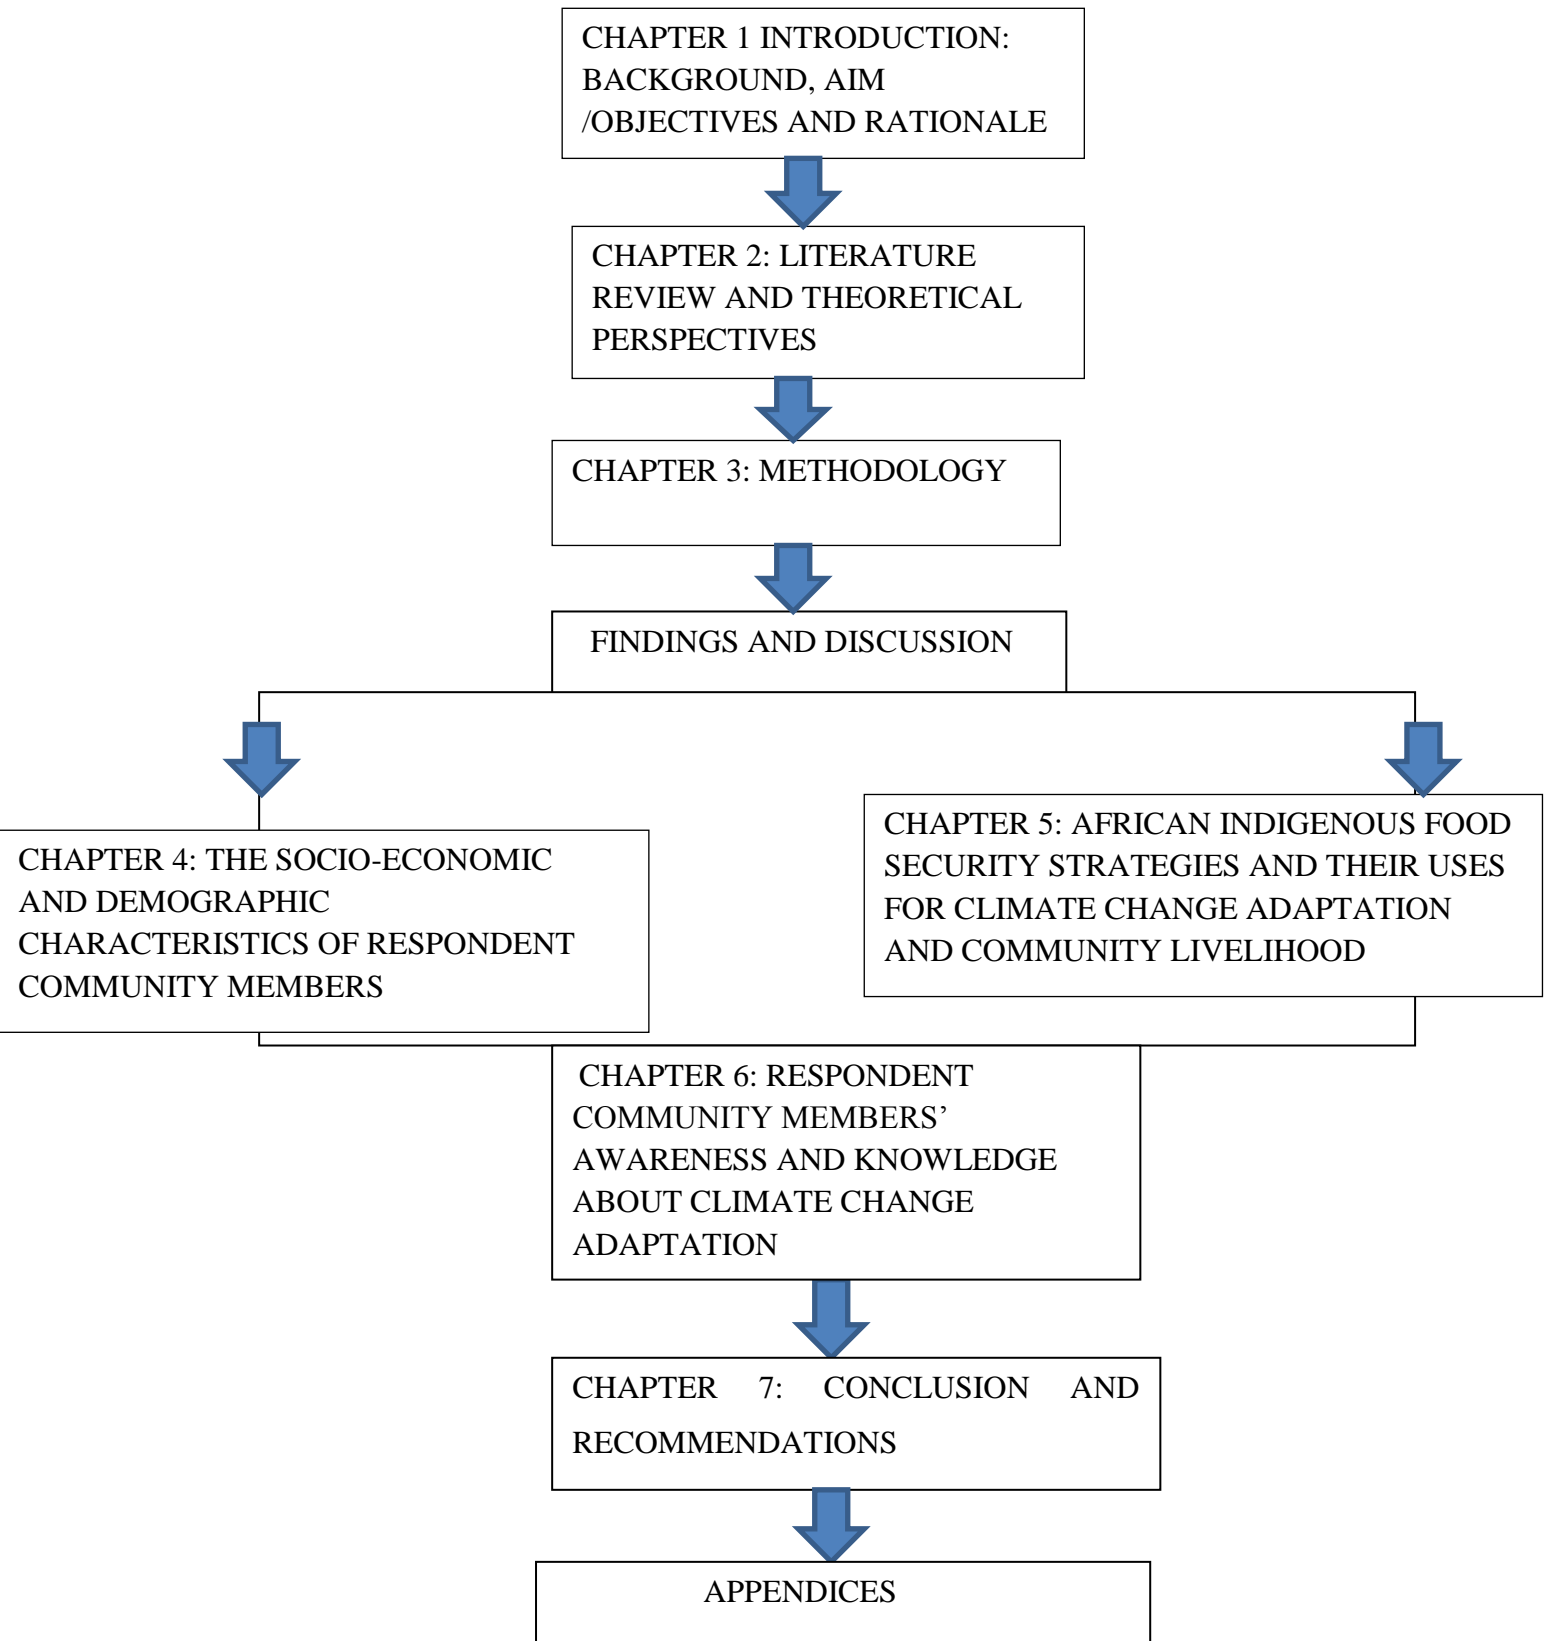 CHAPTER 1 INTRODUCTION:
BACKGROUND, AIM
/OBJECTIVES AND RATIONALE
CHAPTER 2: LITERATURE
REVIEW AND THEORETICAL
PERSPECTIVES
CHAPTER 3: METHODOLOGY
FINDINGS AND DISCUSSION
CHAPTER 4: THE SOCIO-ECONOMIC
AND DEMOGRAPHIC
CHARACTERISTICS OF RESPONDENT
COMMUNITY MEMBERS
CHAPTER 5: AFRICAN INDIGENOUS FOOD
SECURITY STRATEGIES AND THEIR USES
FOR CLIMATE CHANGE ADAPTATION
AND COMMUNITY LIVELIHOOD
CHAPTER 6: RESPONDENT
COMMUNITY MEMBERS’
AWARENESS AND KNOWLEDGE
ABOUT CLIMATE CHANGE
ADAPTATION
CHAPTER 7: CONCLUSION AND
RECOMMENDATIONS
APPENDICES